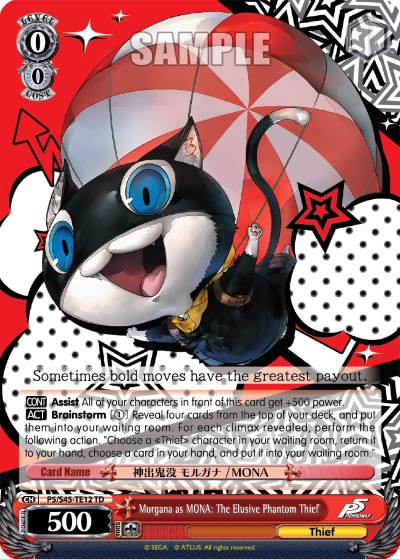 LEVEL
0
0
COST
SAMPLE
Sometimes bold moves have the greatest payout.
CONT Assist All of your characters in front of this card get +500 power.
ACT Brainstorm [①] Reveal four cards from the top of your deck, and put
them into your waiting room. For each climax revealed, perform the
following action. "Choose a «Thief» character in your waiting room, return it
to your hand, choose a card in your hand, and put it into your waiting room."
Card Name
神出鬼没 モルガナ/MONA
CH P5/S45-TE12 TD
Morgana as MONA: The Elusive Phantom Thief
P5
PERSONA5
POWER
500
SOUL
Thief
© SEGA. © ATLUS. All rights reserved.